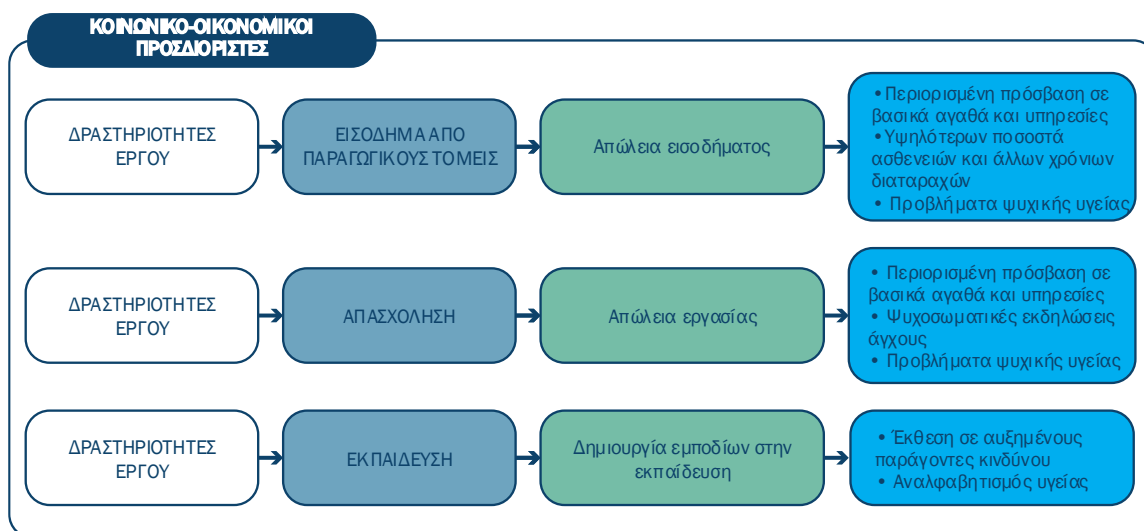 ΚΟΙΝΩΝΙΚΟ-ΟΙΚΟΝΟΜΙΚΟΙ
ΠΡΟΣΔΙΟΡΙΣΤΕΣ
ΔΡΑΣΤΗΡΙΟΤΗΤΕΣ
ΕΡΓΟΥ
ΕΙΣΟΔΗΜΑ ΑΠΟ
ΠΑΡΑΓΩΓΙΚΟΥΣ ΤΟΜΕΙΣ
Απώλεια εισοδήματος
• Περιορισμένη πρόσβαση σε
βασικά αγαθά και υπηρεσίες
• Υψηλότερων ποσοστά
ασθενειών και άλλων χρόνιων
διαταραχών
• Προβλήματα ψυχικής υγείας
ΔΡΑΣΤΗΡΙΟΤΗΤΕΣ
ΕΡΓΟΥ
ΑΠΑΣΧΟΛΗΣΗ
Απώλεια εργασίας
• Περιορισμένη πρόσβαση σε
βασικά αγαθά και υπηρεσίες
• Ψυχοσωματικές εκδηλώσεις
άγχους
• Προβλήματα ψυχικής υγείας
ΔΡΑΣΤΗΡΙΟΤΗΤΕΣ
ΕΡΓΟΥ
ΕΚΠΑΙΔΕΥΣΗ
Δημιουργία εμποδίων στην
εκπαίδευση
• Έκθεση σε αυξημένους
παράγοντες κινδύνου
• Αναλφαβητισμός υγείας